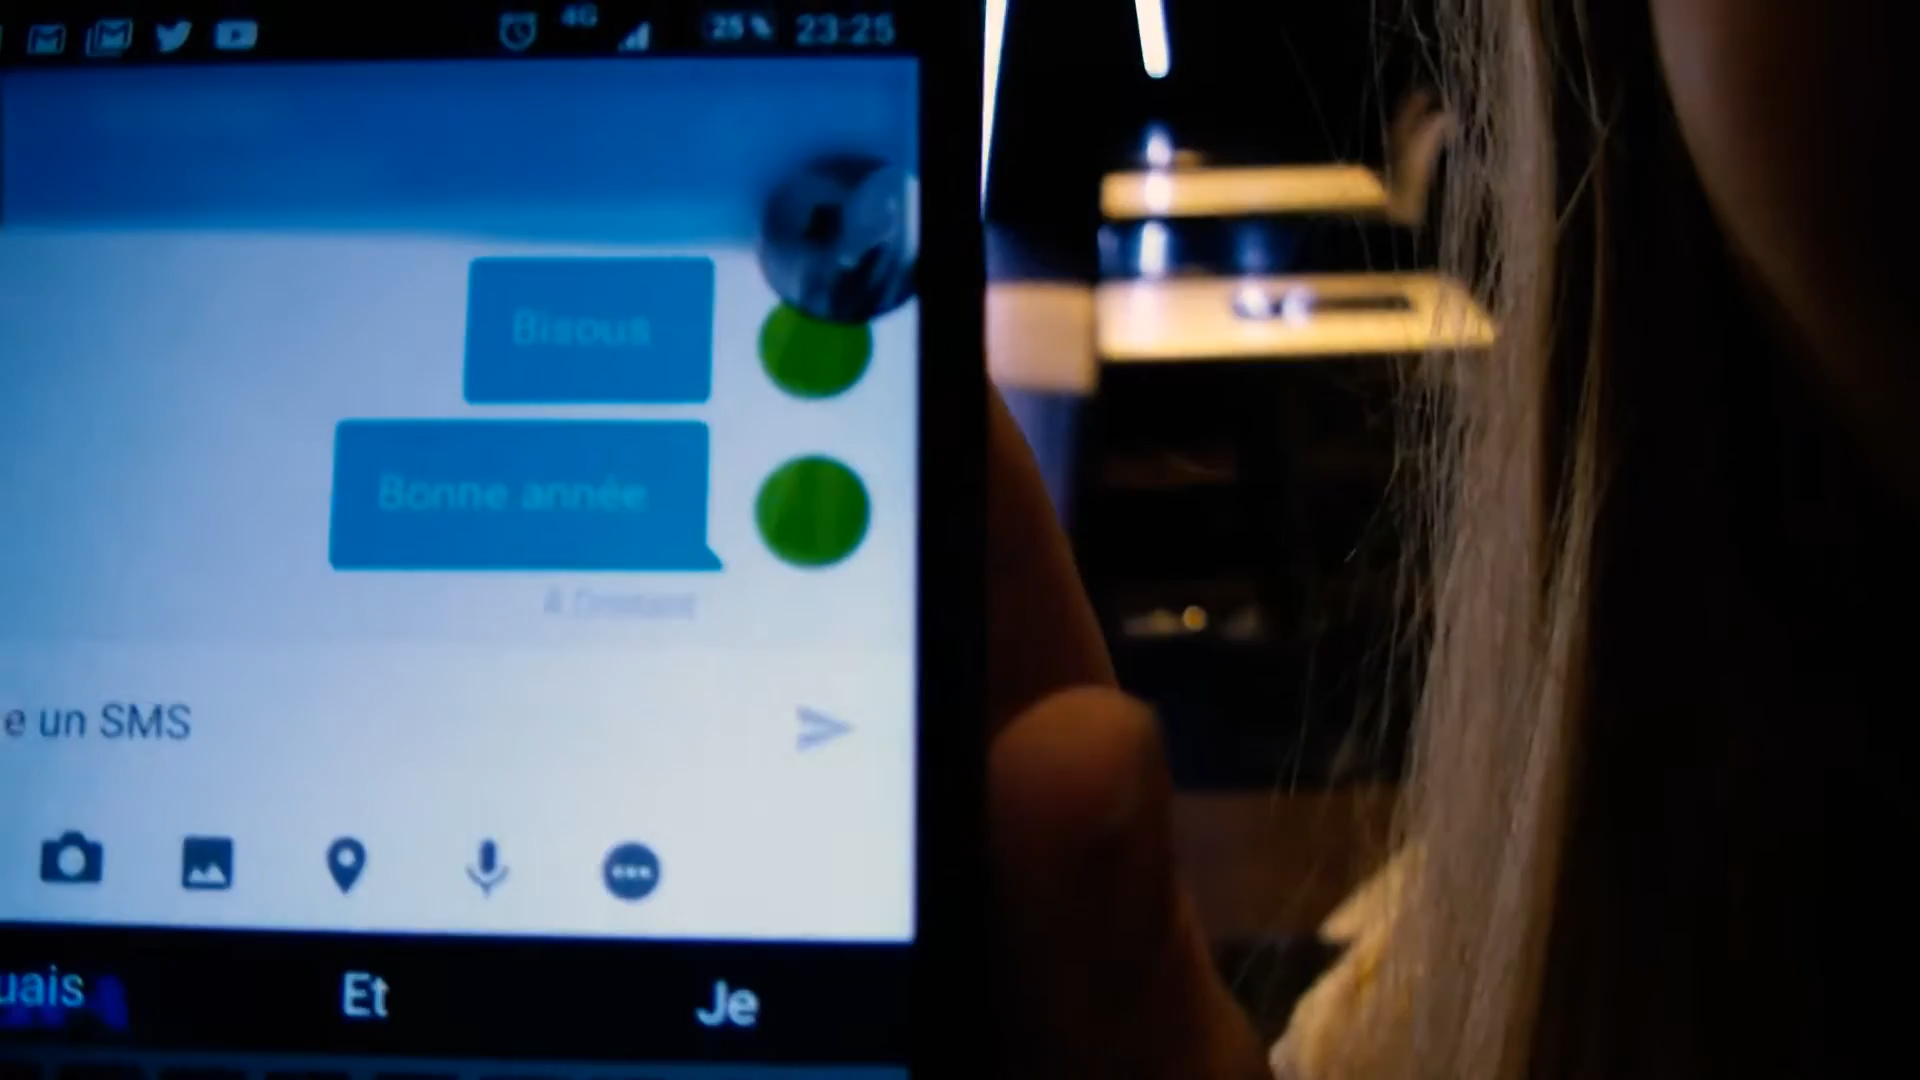 4G 25 % 23:25
Bisous
Bonne année
À l'instant
e un SMS
uais Et Je